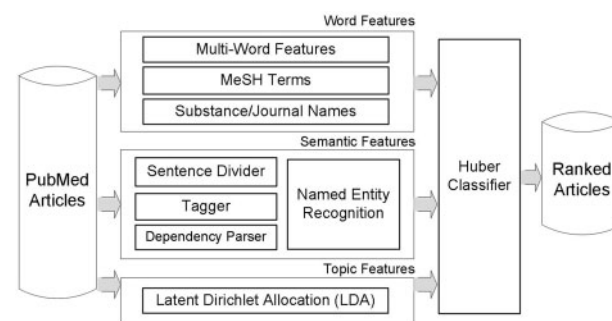 Word Features
Multi-Word Features
MeSH Terms
Substance/Journal Names
Semantic Features
PubMed
Articles
Sentence Divider
Tagger
Dependency Parser
Named Entity
Recognition
Topic Features
Latent Dirichlet Allocation (LDA)
Huber
Classifier
Ranked
Articles